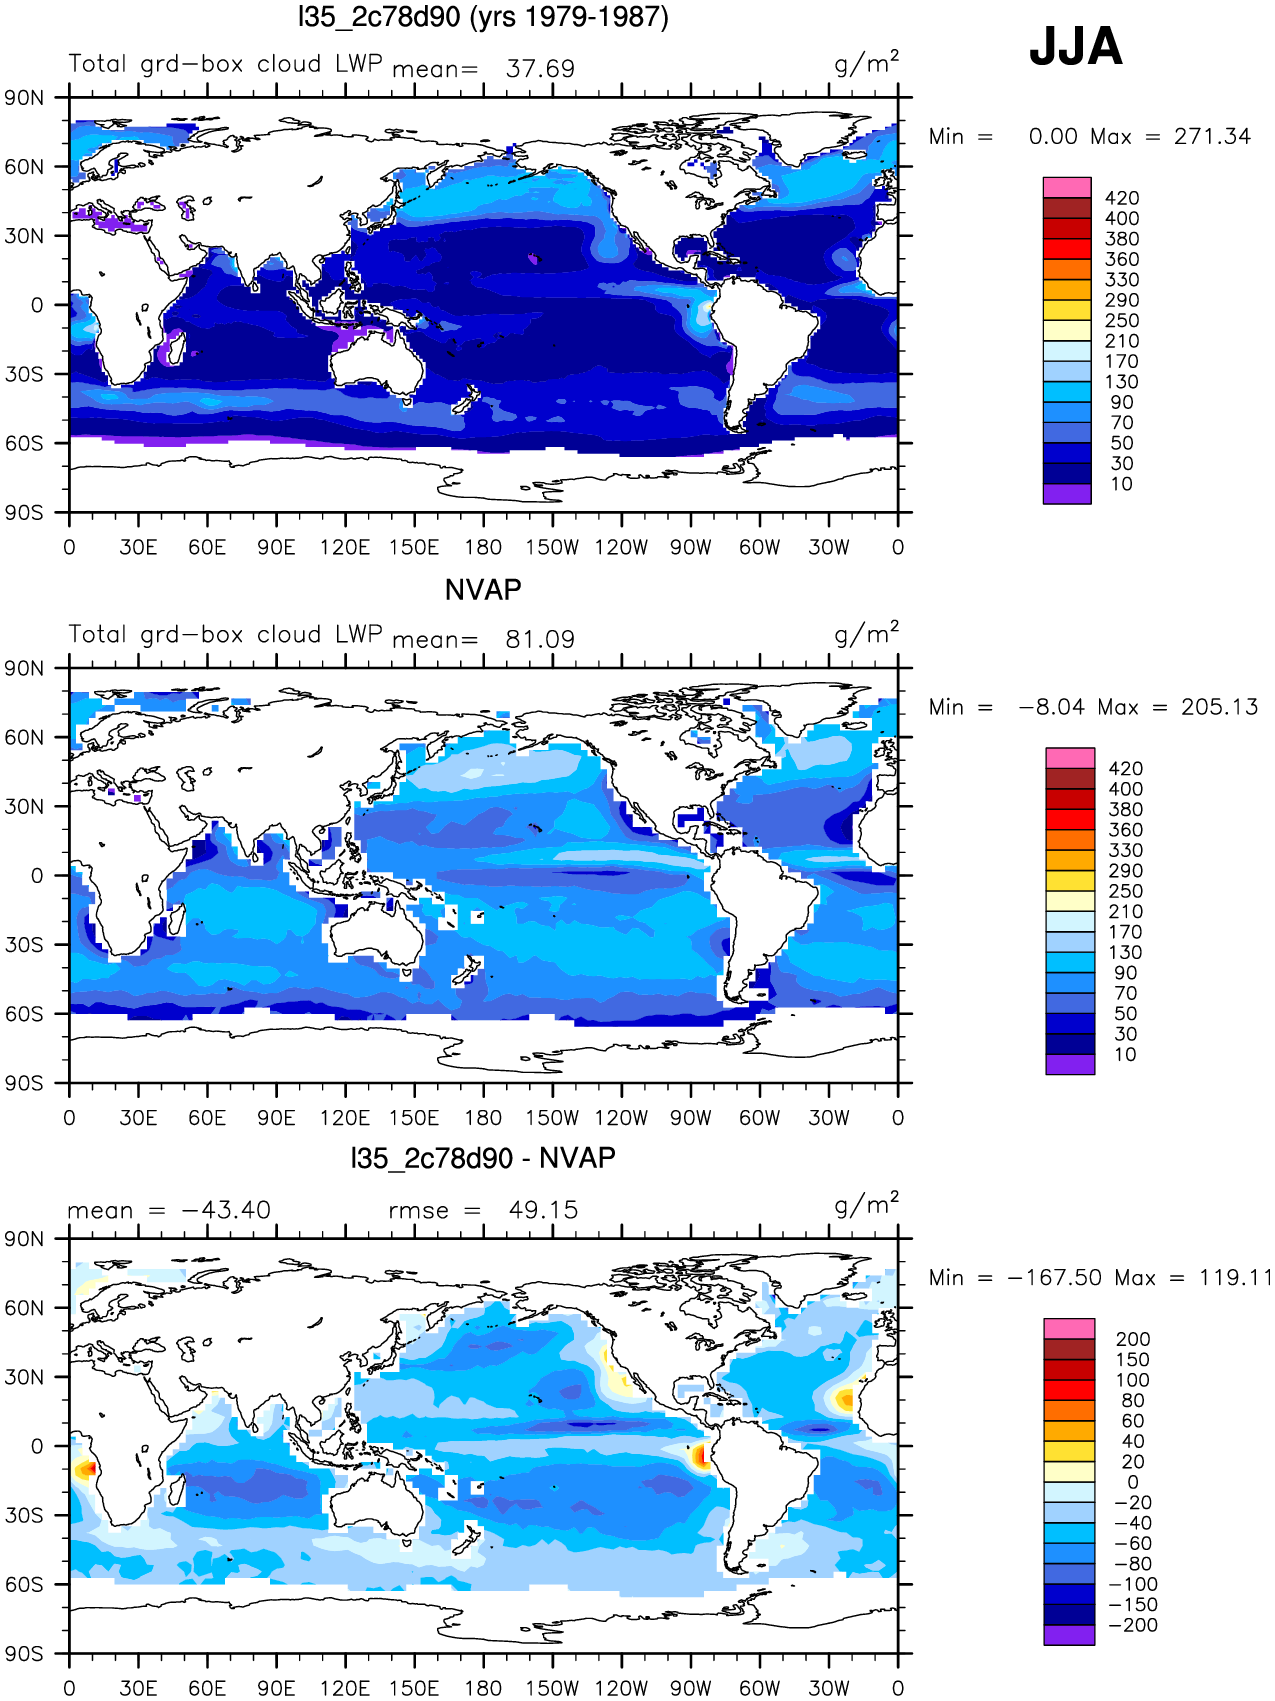 l35_2c78d90 (yrs 1979-1987)
JJA
Total grd-box cloud LWP mean= 37.69 g/m²
Min = 0.00 Max = 271.34
90N
60N
30N
0
30S
60S
90S
0 30E 60E 90E 120E 150E 180 150W 120W 90W 60W 30W 0
420
400
380
360
330
290
250
210
170
130
90
70
50
30
10
NVAP
Total grd-box cloud LWP mean= 81.09 g/m²
Min = -8.04 Max = 205.13
90N
60N
30N
0
30S
60S
90S
0 30E 60E 90E 120E 150E 180 150W 120W 90W 60W 30W 0
420
400
380
360
330
290
250
210
170
130
90
70
50
30
10
l35_2c78d90 - NVAP
mean = -43.40 rmse = 49.15 g/m²
Min = -167.50 Max = 119.11
90N
60N
30N
0
30S
60S
90S
0 30E 60E 90E 120E 150E 180 150W 120W 90W 60W 30W 0
200
150
100
80
60
40
20
0
-20
-40
-60
-80
-100
-150
-200